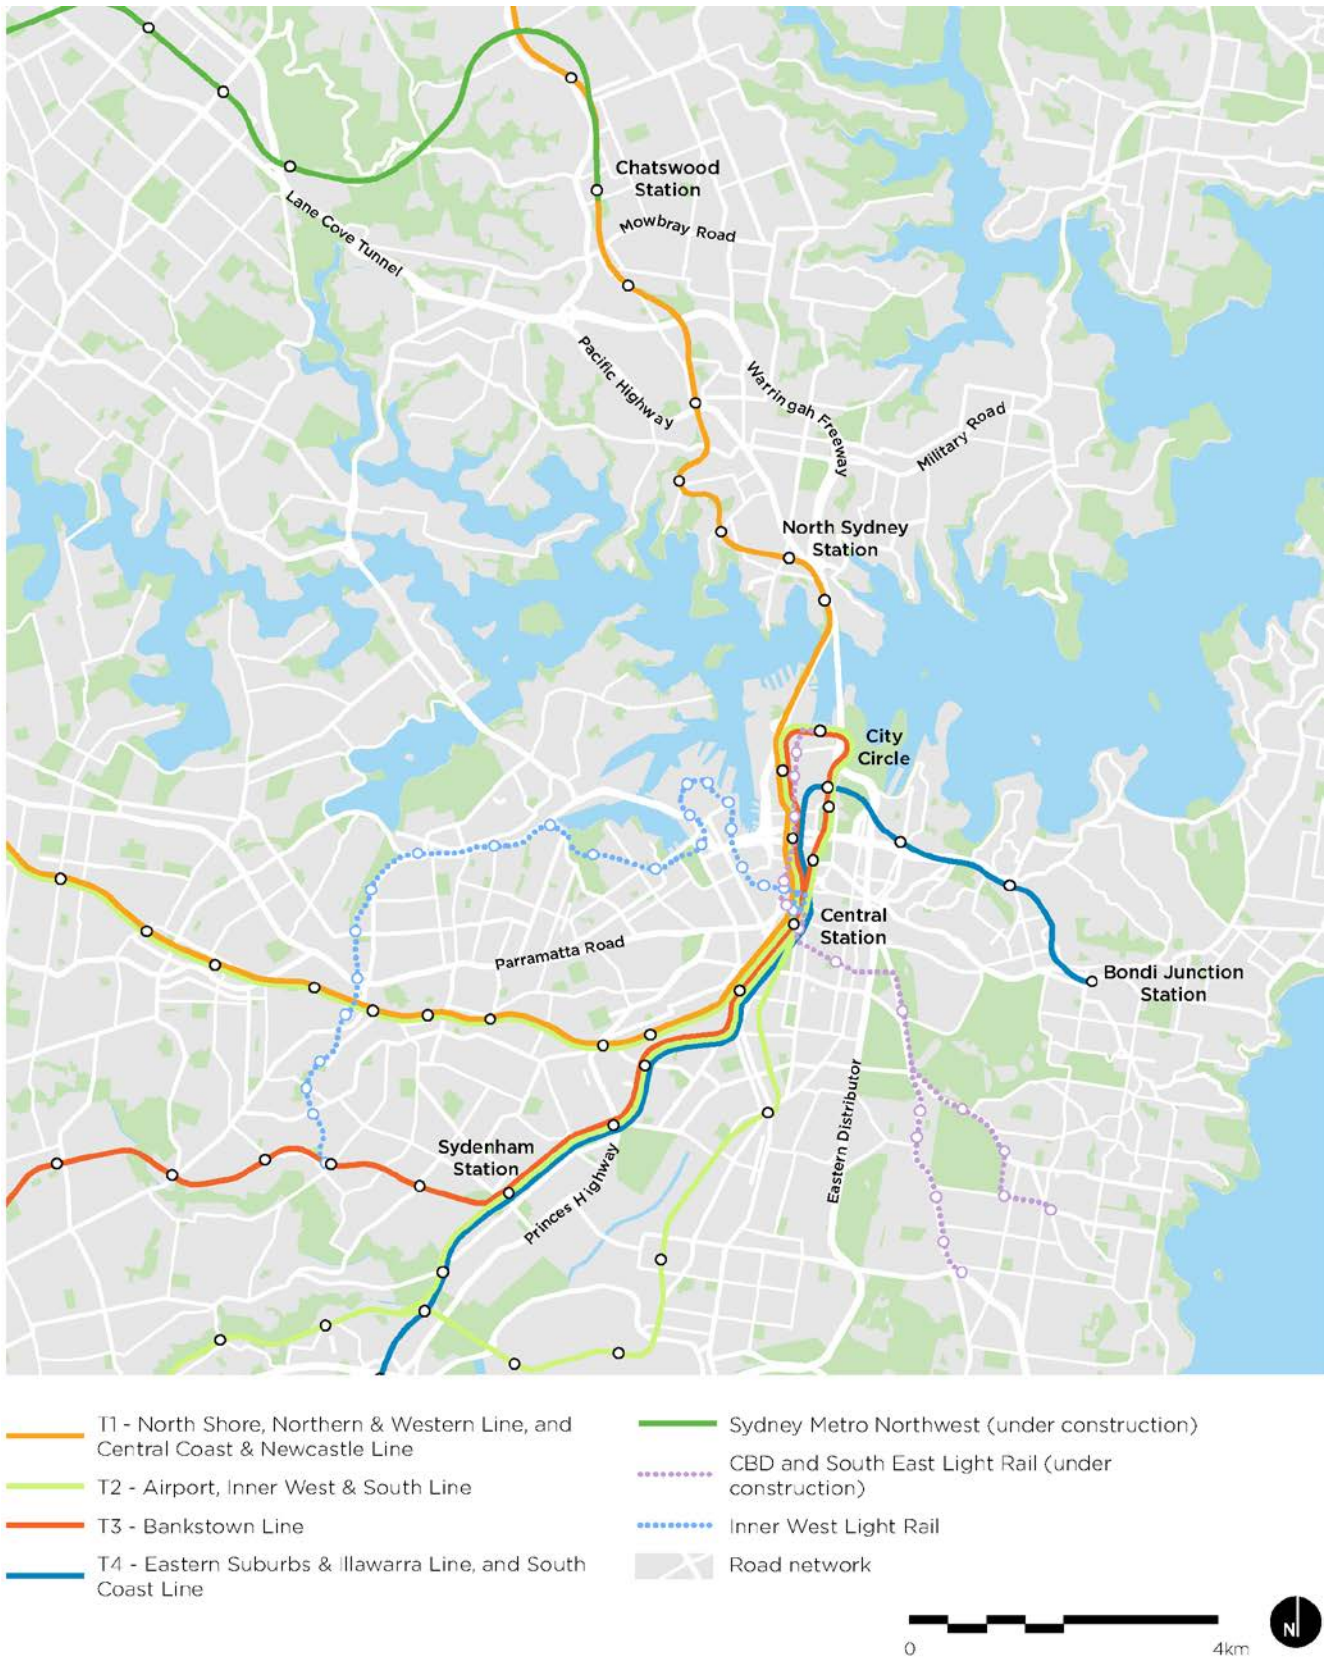 Chatswood
Station
Mowbray Road
Lane Cove Tunnel
Pacific Highway
Warringah Freeway
Military Road
North Sydney
Station
City
Circle
Central
Station
Parramatta Road
Bondi Junction
Station
Eastern Distributor
Sydenham
Station
Princes Highway
T1 - North Shore, Northern & Western Line, and
Central Coast & Newcastle Line
T2 - Airport, Inner West & South Line
T3 - Bankstown Line
T4 - Eastern Suburbs & Illawarra Line, and South
Coast Line
Sydney Metro Northwest (under construction)
CBD and South East Light Rail (under
construction)
Inner West Light Rail
Road network
0
4km
N